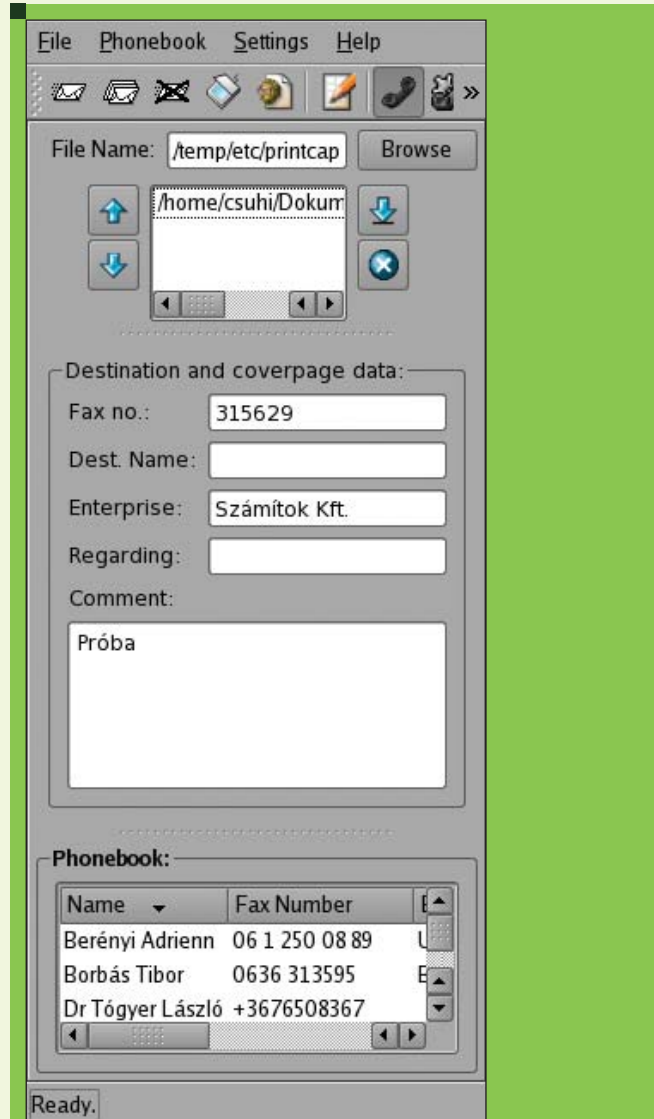 File Phonebook Settings Help
»
File Name: /temp/etc/printcap Browse
/home/csuhi/Dokum
Destination and coverpage data:
Fax no.: 315629
Dest. Name:
Enterprise: Számítok Kft.
Regarding:
Comment:
Próba
Phonebook:
Name Fax Number
Berényi Adrienn 06 1 250 08 89
Borbás Tibor 0636 313595
Dr Tógyer László +3676508367
Ready.